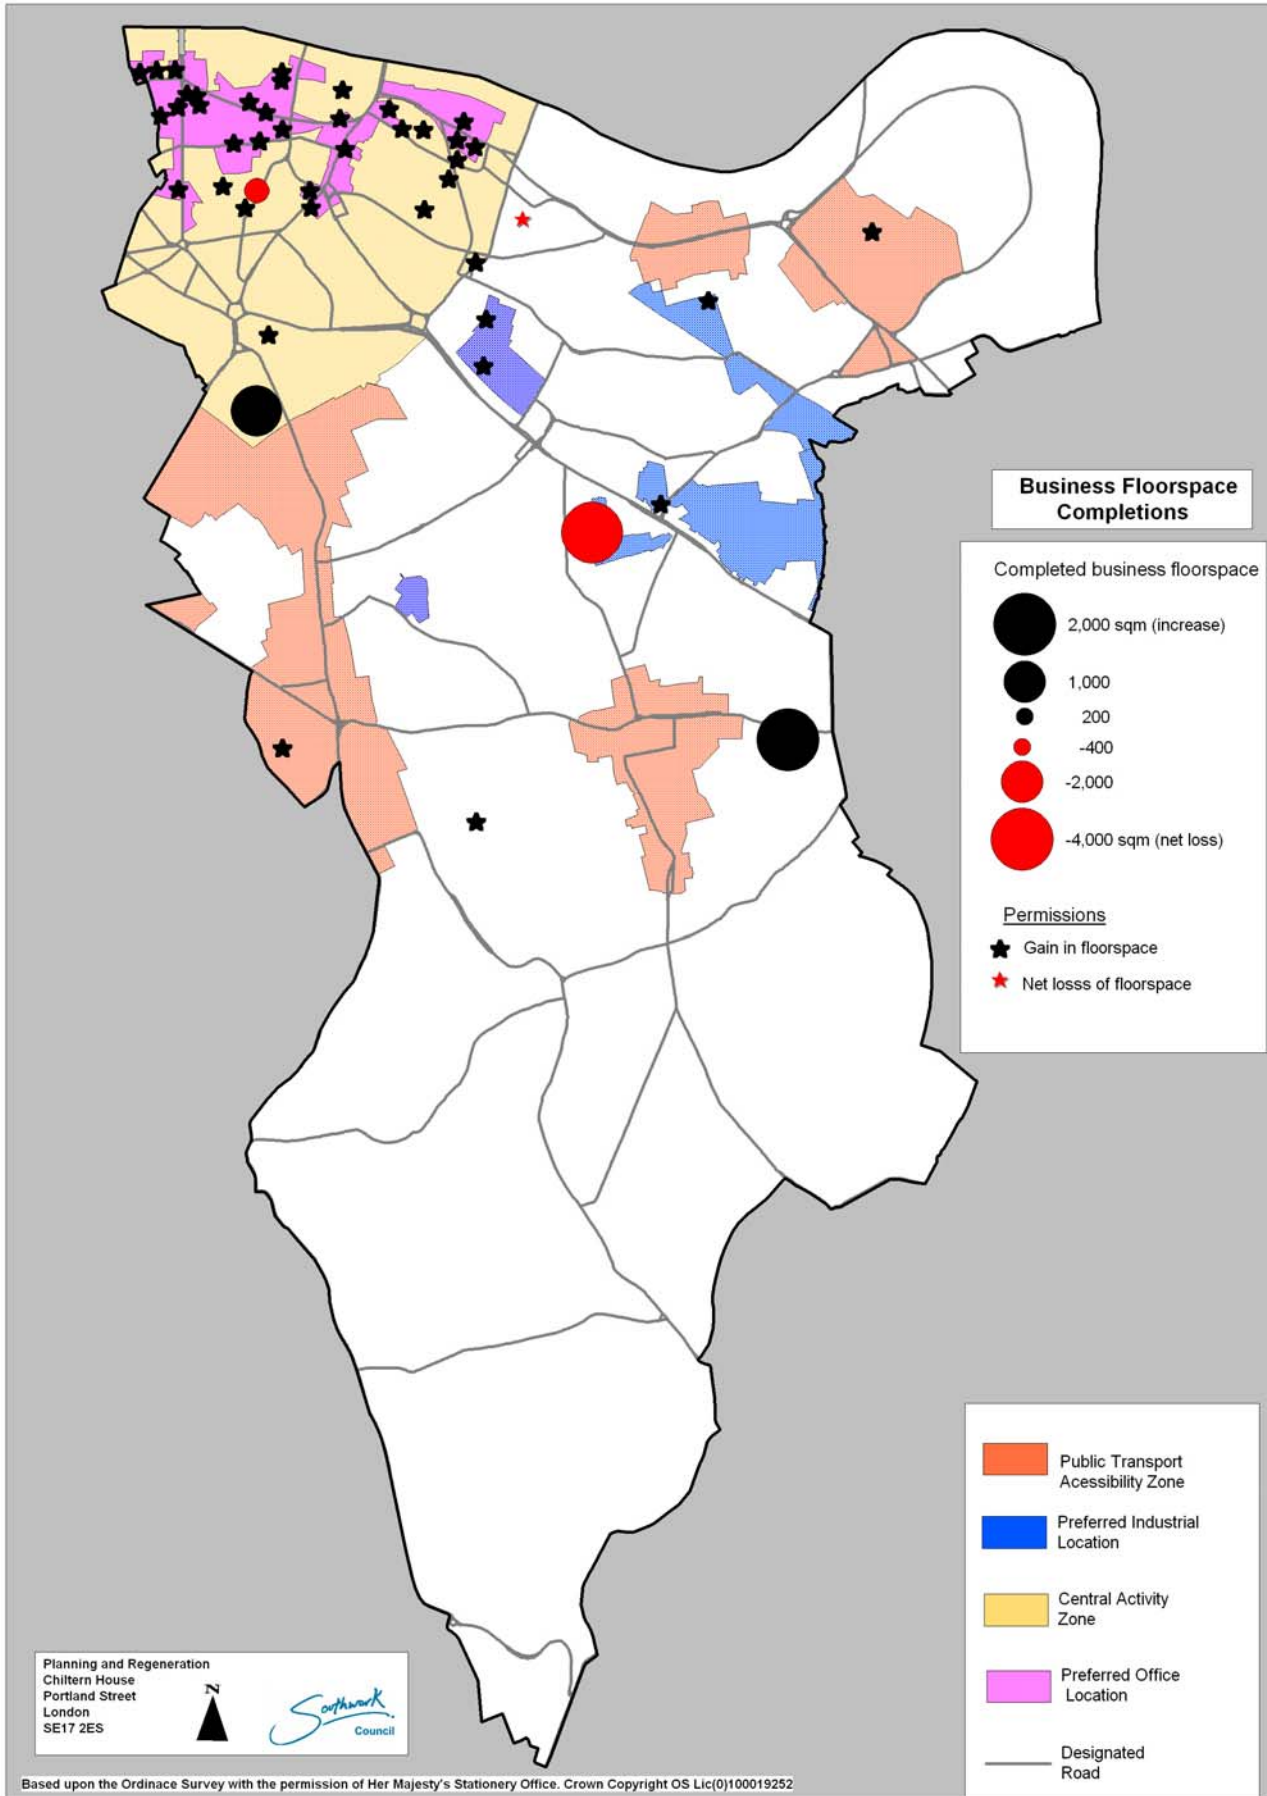 Business Floorspace
Completions
Completed business floorspace
2,000 sqm (increase)
1,000
200
-400
-2,000
-4,000 sqm (net loss)
Permissions
Gain in floorspace
Net losss of floorspace
Public Transport
Acessibility Zone
Preferred Industrial
Location
Central Activity
Zone
Preferred Office
Location
Designated
Road
Planning and Regeneration
Chiltern House
Portland Street
London
SE17 2ES
N
Southwark
Council
Based upon the Ordinace Survey with the permission of Her Majesty's Stationery Office. Crown Copyright OS Lic(0)100019252